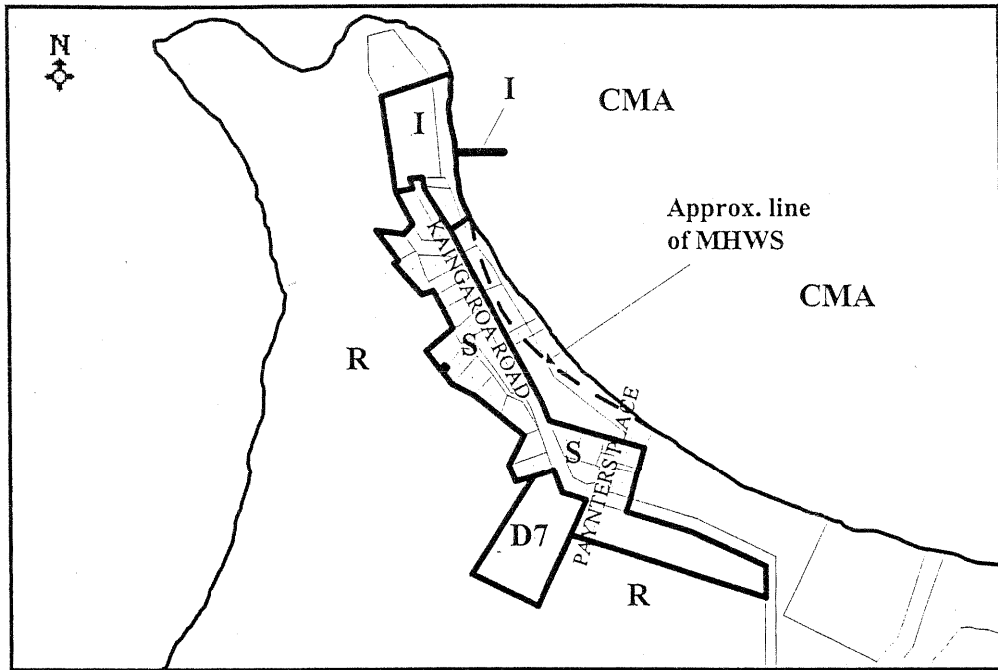 N
I
I
CMA
Approx. line
of MHWS
KAINGAROA ROAD
CMA
R
S
S
PAYNTERS PLACE
D7
R